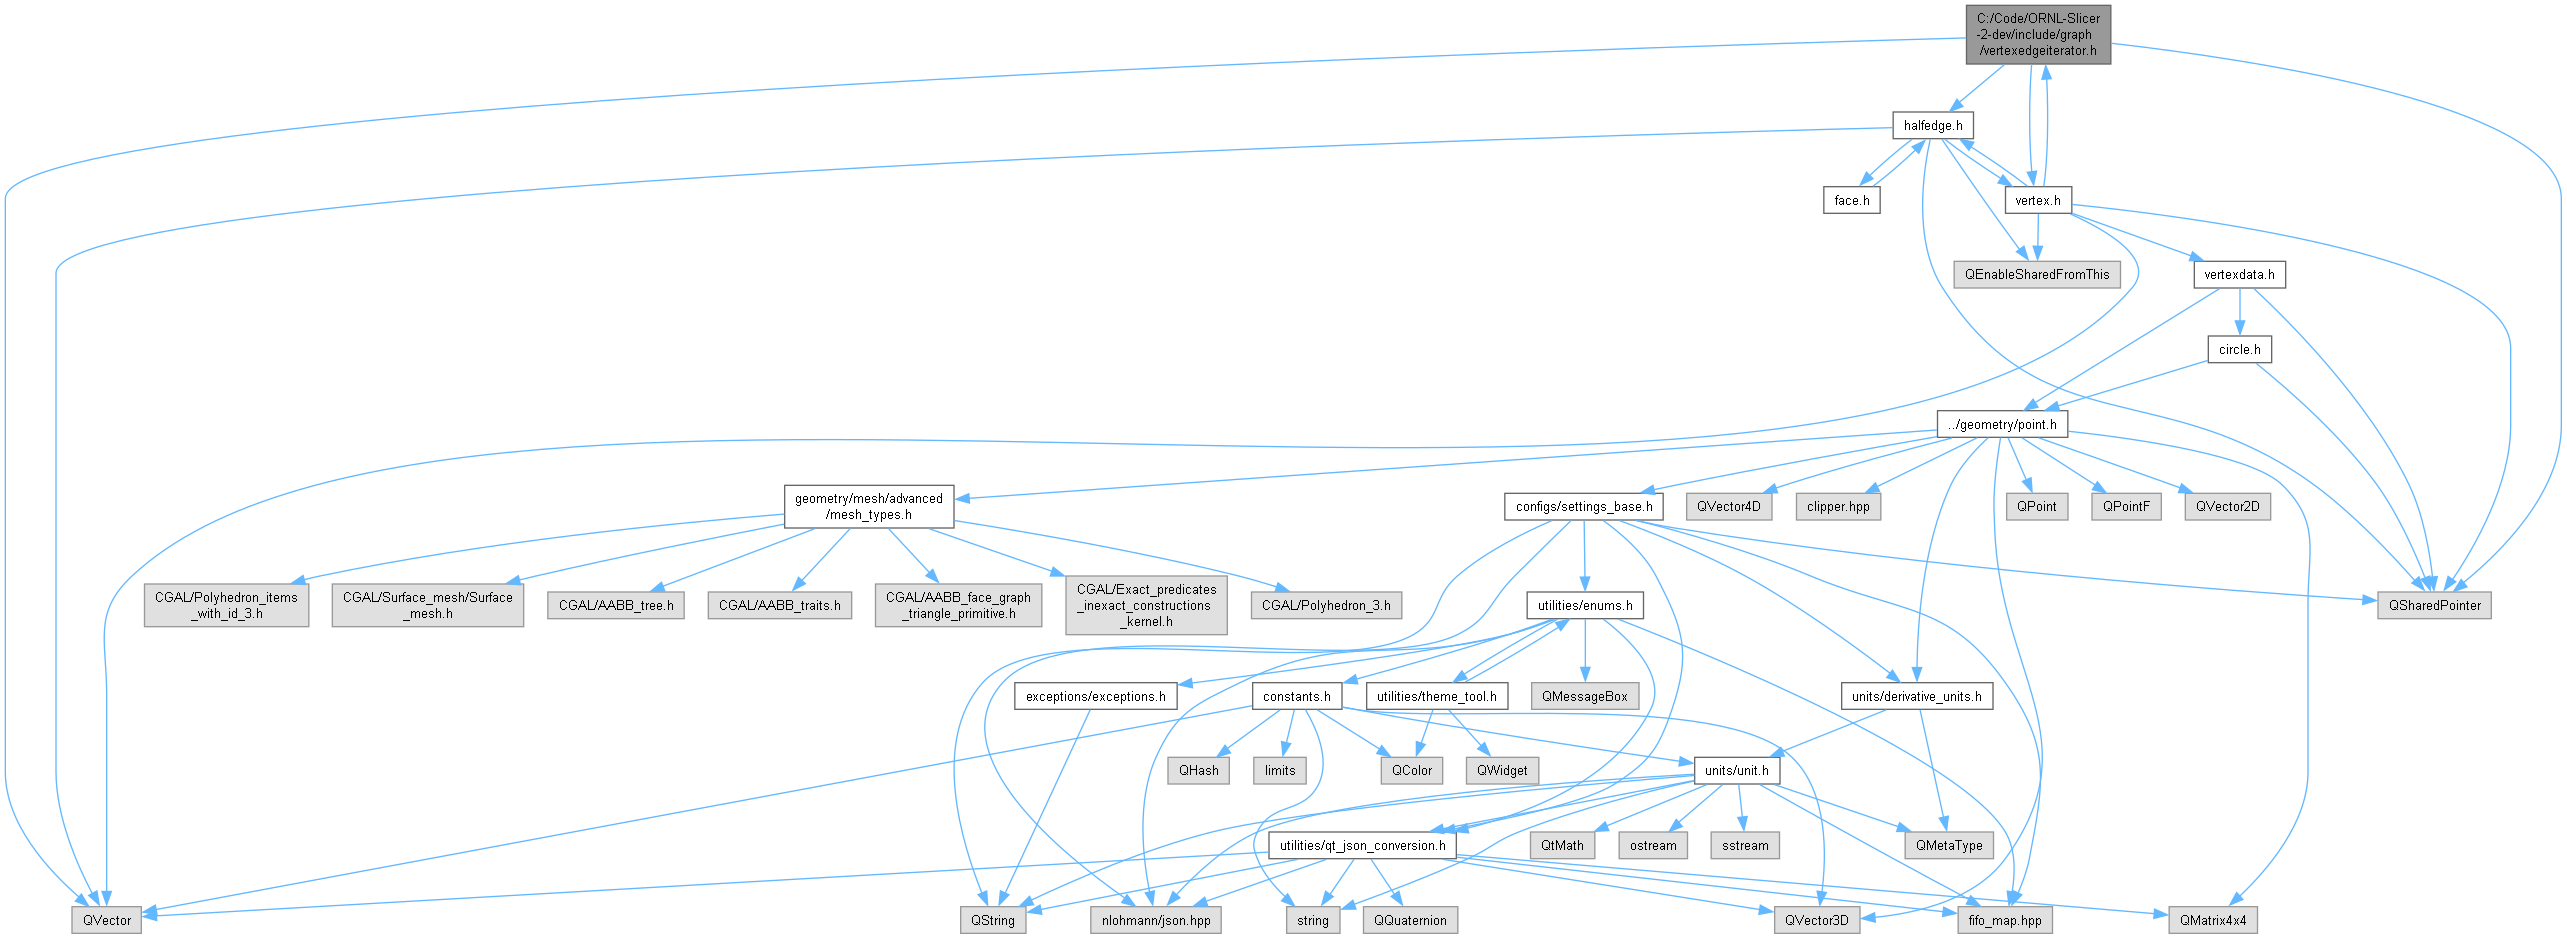 C:/Code/ORNL-Slicer
-2-dev/include/graph
/vertexedgeiterator.h
halfedge.h
face.h
vertex.h
QEnableSharedFromThis
vertexdata.h
circle.h
../geometry/point.h
geometry/mesh/advanced
/mesh_types.h
configs/settings_base.h
QVector4D
clipper.hpp
QPoint
QPointF
QVector2D
CGAL/Polyhedron_items
_with_id_3.h
CGAL/Surface_mesh/Surface
_mesh.h
CGAL/AABB_tree.h
CGAL/AABB_traits.h
CGAL/AABB_face_graph
_triangle_primitive.h
CGAL/Exact_predicates
_inexact_constructions
_kernel.h
CGAL/Polyhedron_3.h
utilities/enums.h
QSharedPointer
exceptions/exceptions.h
constants.h
utilities/theme_tool.h
QMessageBox
units/derivative_units.h
QHash
limits
QColor
QWidget
units/unit.h
utilities/qt_json_conversion.h
QtMath
ostream
sstream
QMetaType
QVector
QString
nlohmann/json.hpp
string
QQuaternion
QVector3D
fifo_map.hpp
QMatrix4x4